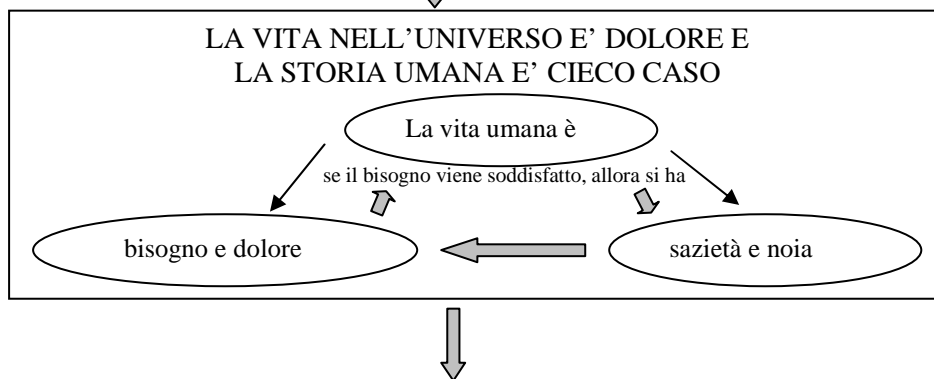 LA VITA NELL’UNIVERSO E’ DOLORE E
LA STORIA UMANA E’ CIECO CASO
La vita umana è
se il bisogno viene soddisfatto, allora si ha
bisogno e dolore
sazietà e noia